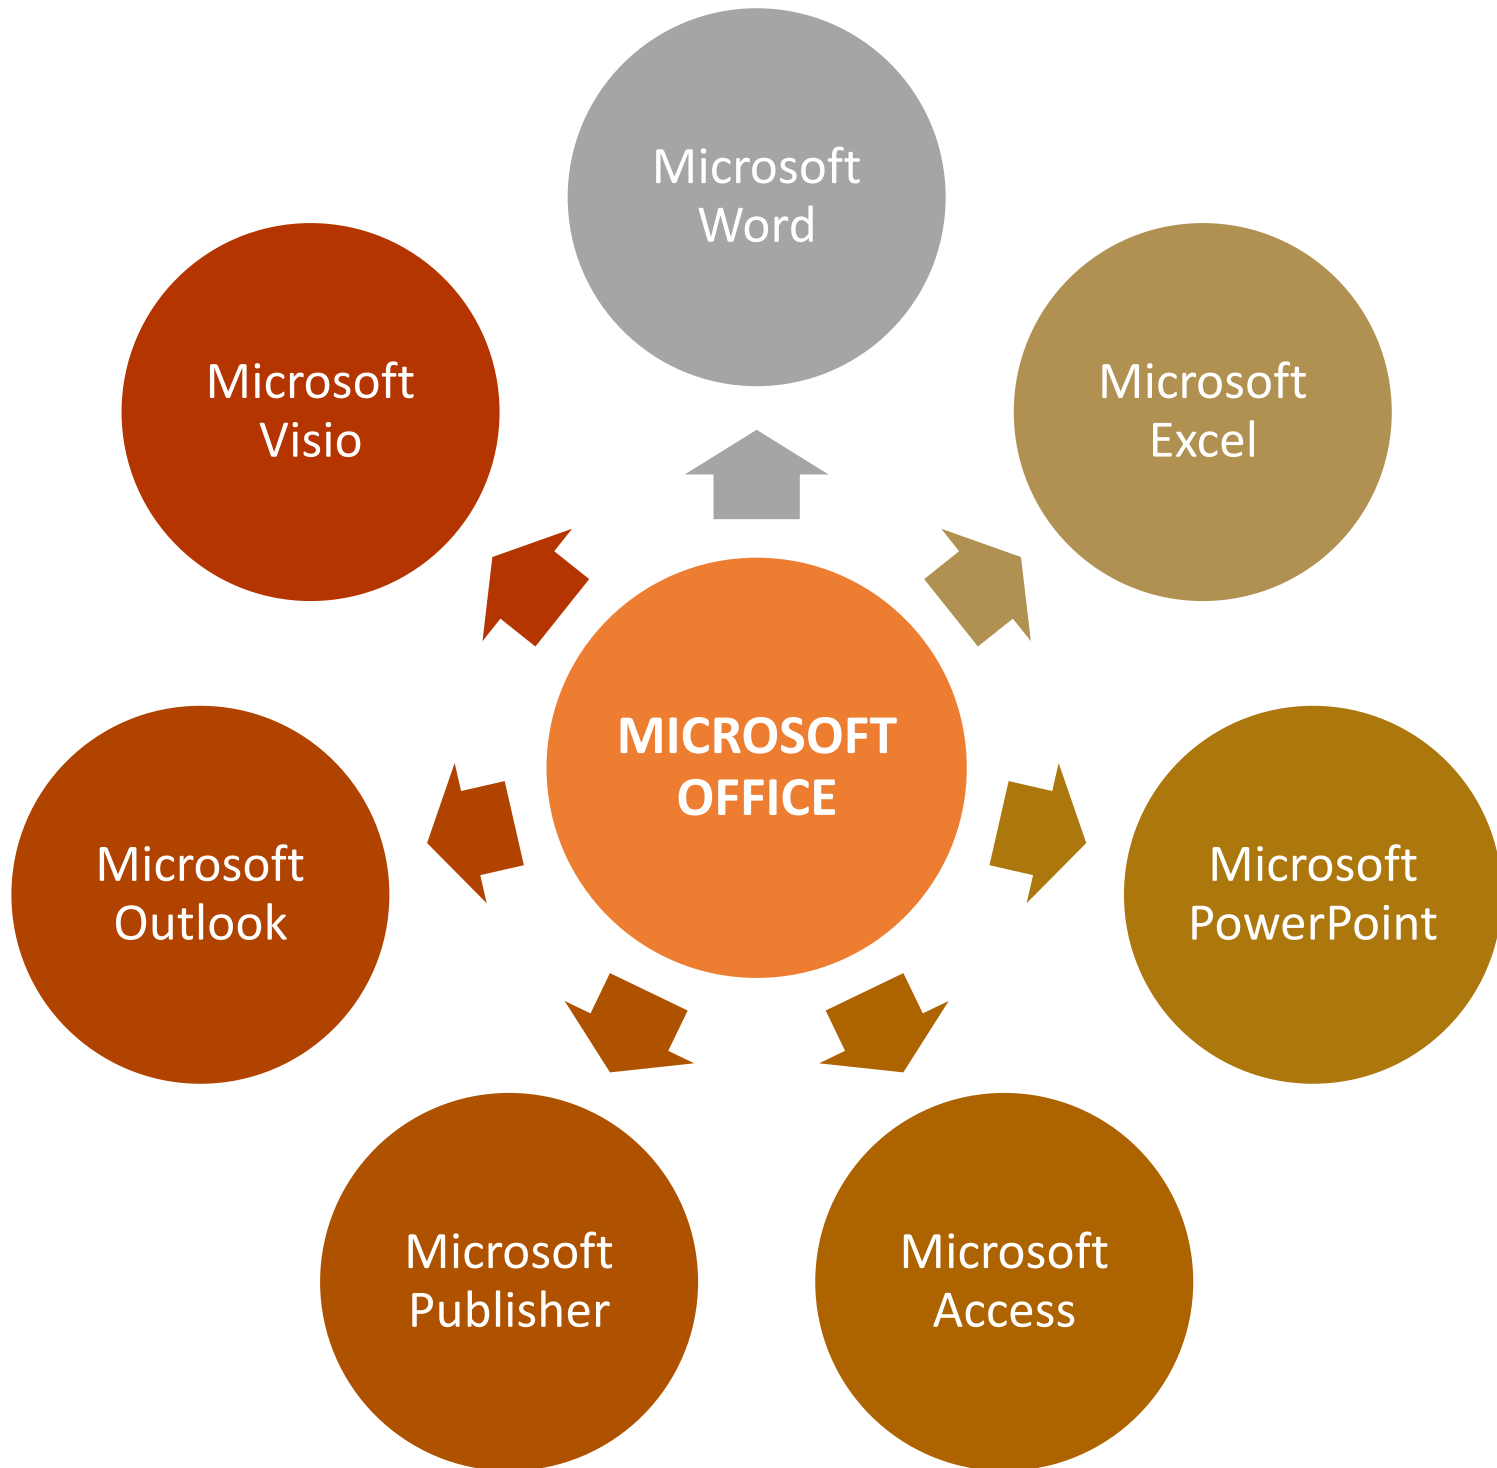 Microsoft
Word
Microsoft
Visio
Microsoft
Excel
MICROSOFT
OFFICE
Microsoft
Outlook
Microsoft
PowerPoint
Microsoft
Publisher
Microsoft
Access